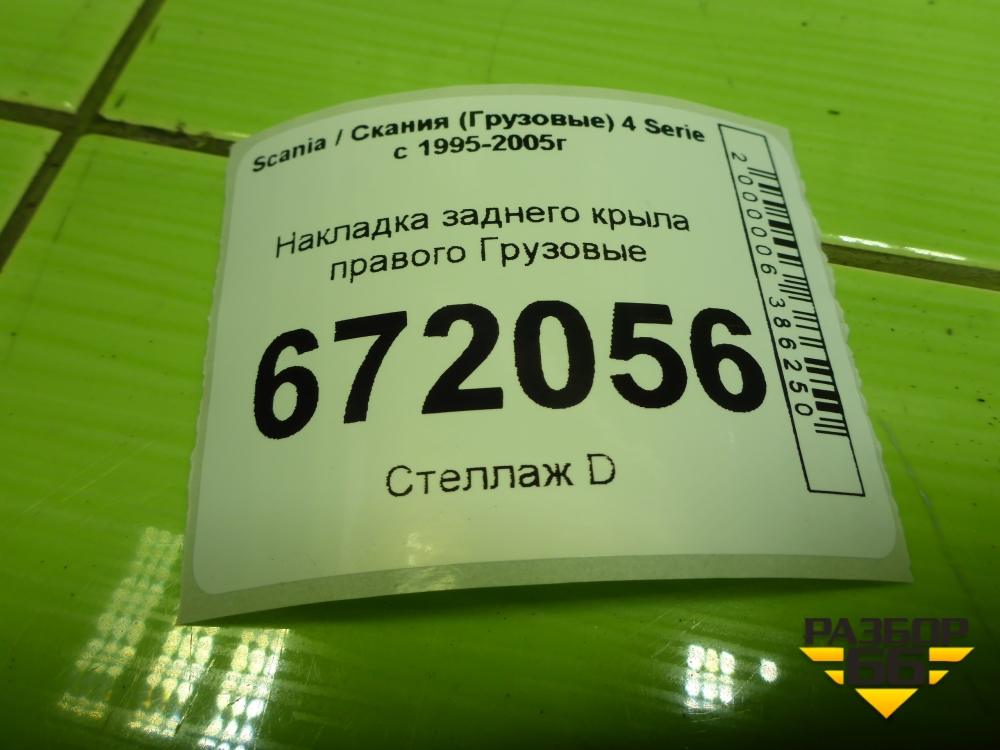 Scania / Скания (Грузовые) 4 Serie
с 1995-2005г
Накладка заднего крыла
правого Грузовые
672056
Стеллаж D
2000006386250
РАЗБОР
66